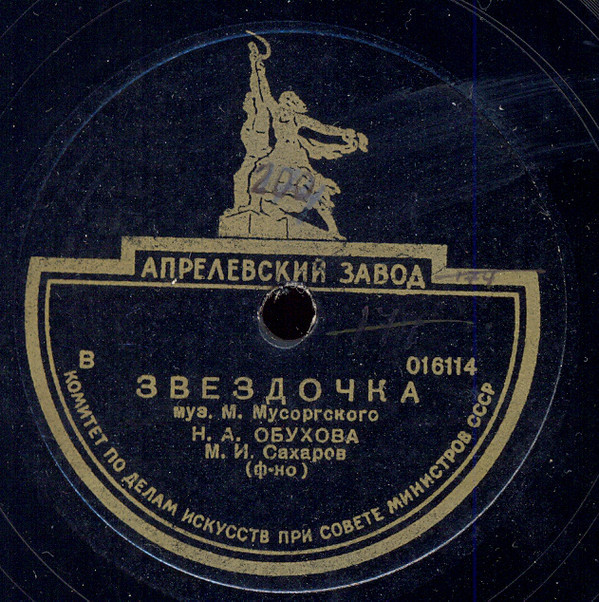 АПРЕЛЕВСКИЙ ЗАВОД
В
016114
ЗВЕЗДОЧКА
муз. М. Мусоргского
Н. А. ОБУХОВА
М. И. Сахаров
(ф-но)
КОМИТЕТ ПО ДЕЛАМ ИСКУССТВ ПРИ СОВЕТЕ МИНИСТРОВ СССР